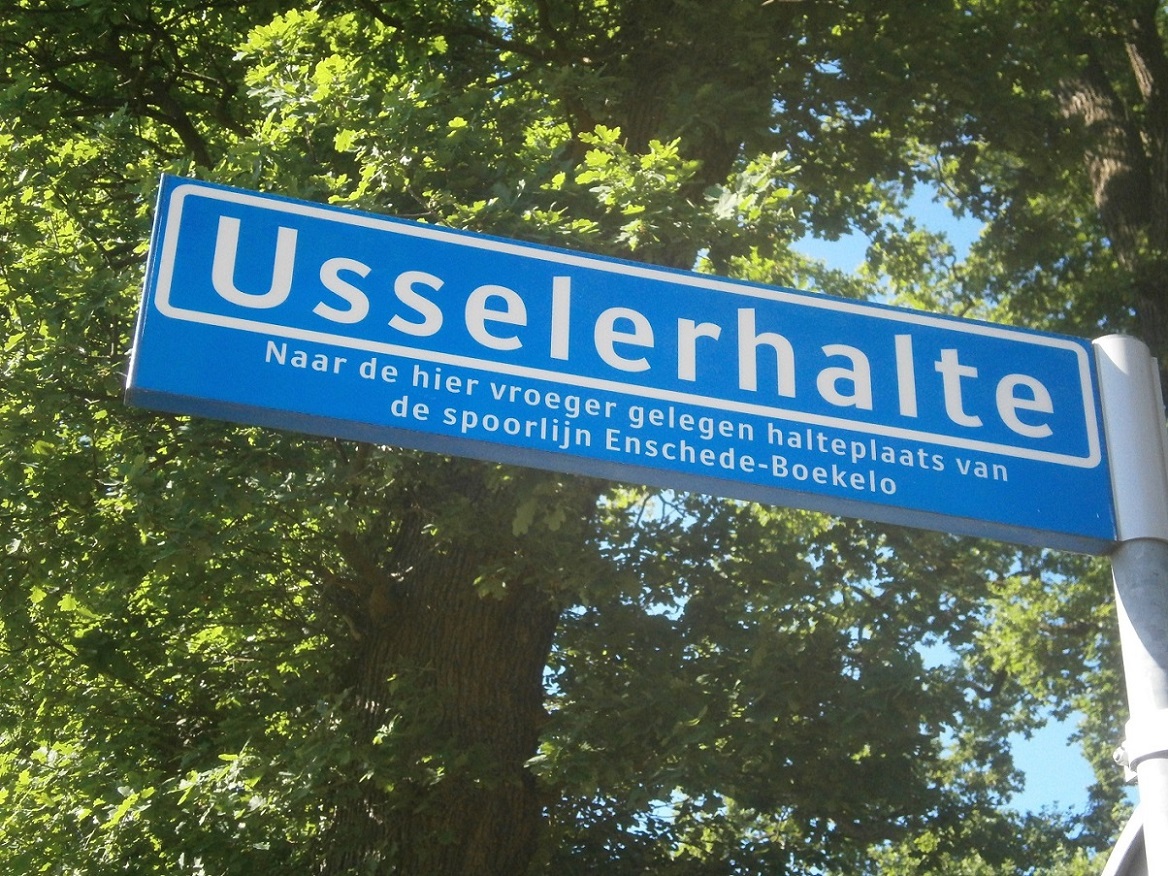 Usselerhalte
Naar de hier vroeger gelegen halteplaats van
de spoorlijn Enschede-Boekelo